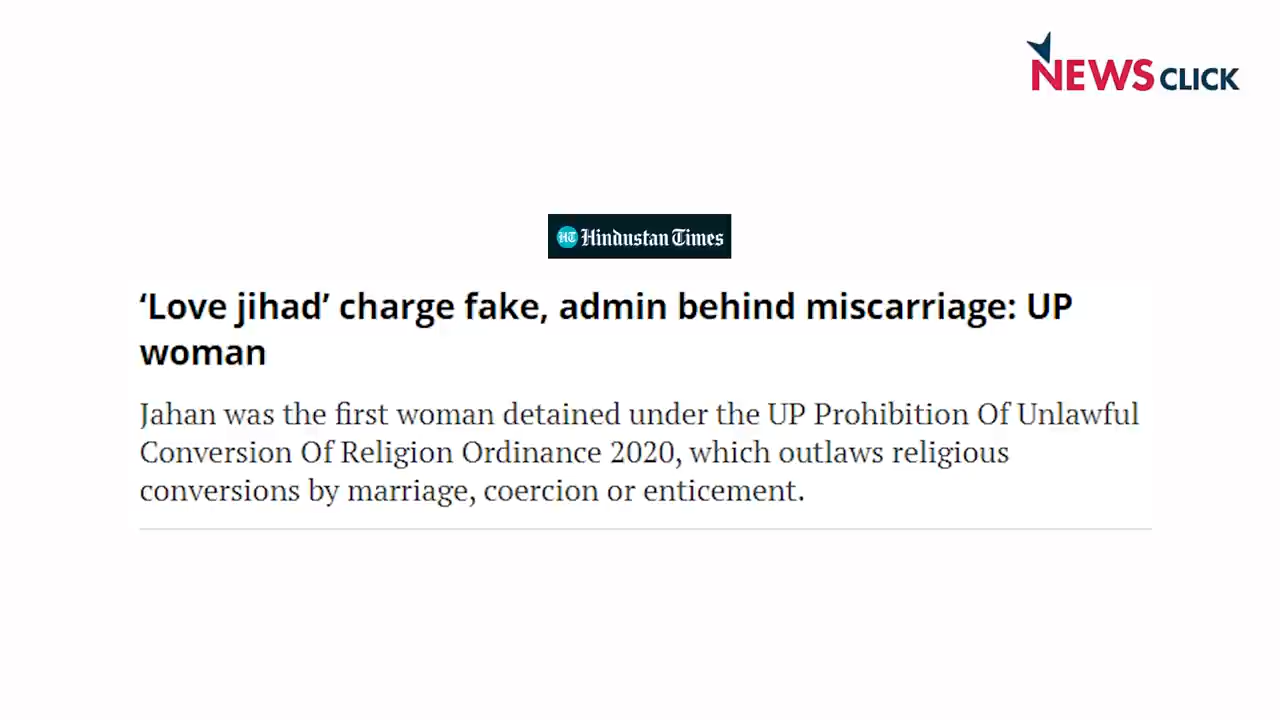 NEWSCLICK
HT Hindustan Times
‘Love jihad’ charge fake, admin behind miscarriage: UP
woman
Jahan was the first woman detained under the UP Prohibition Of Unlawful
Conversion Of Religion Ordinance 2020, which outlaws religious
conversions by marriage, coercion or enticement.